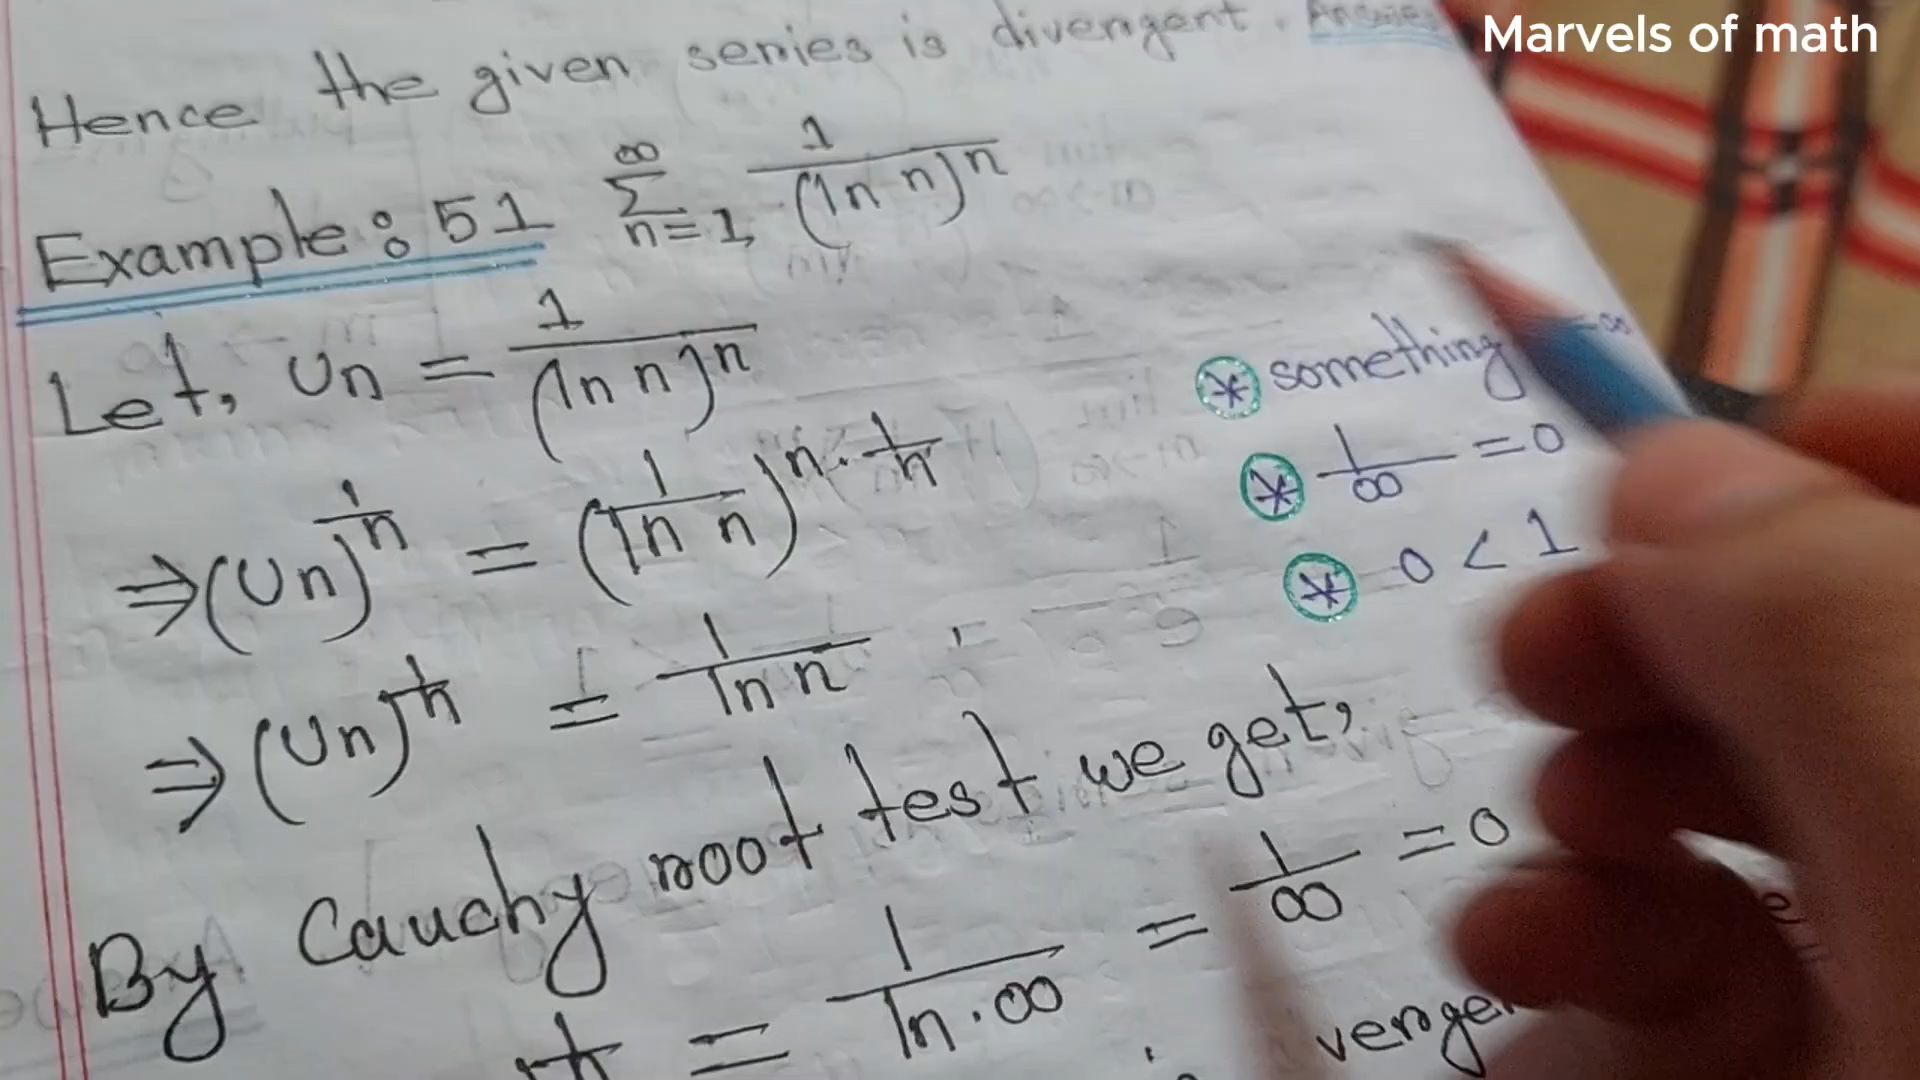 Marvels of math
Hence the given series is divergent. Answer
Example: 51 ∑_{n=1}^{∞} 1/(ln n)^n
Let, Un = 1/(ln n)^n
⇒ (Un)^{1/n} = (1/(ln n))^{n·1/n}
⇒ (Un)^{1/n} = 1/(ln n)
* something
* 1/∞ = 0
* 0 < 1
By Cauchy root test we get,
= 1/(ln·∞) = 1/∞ = 0